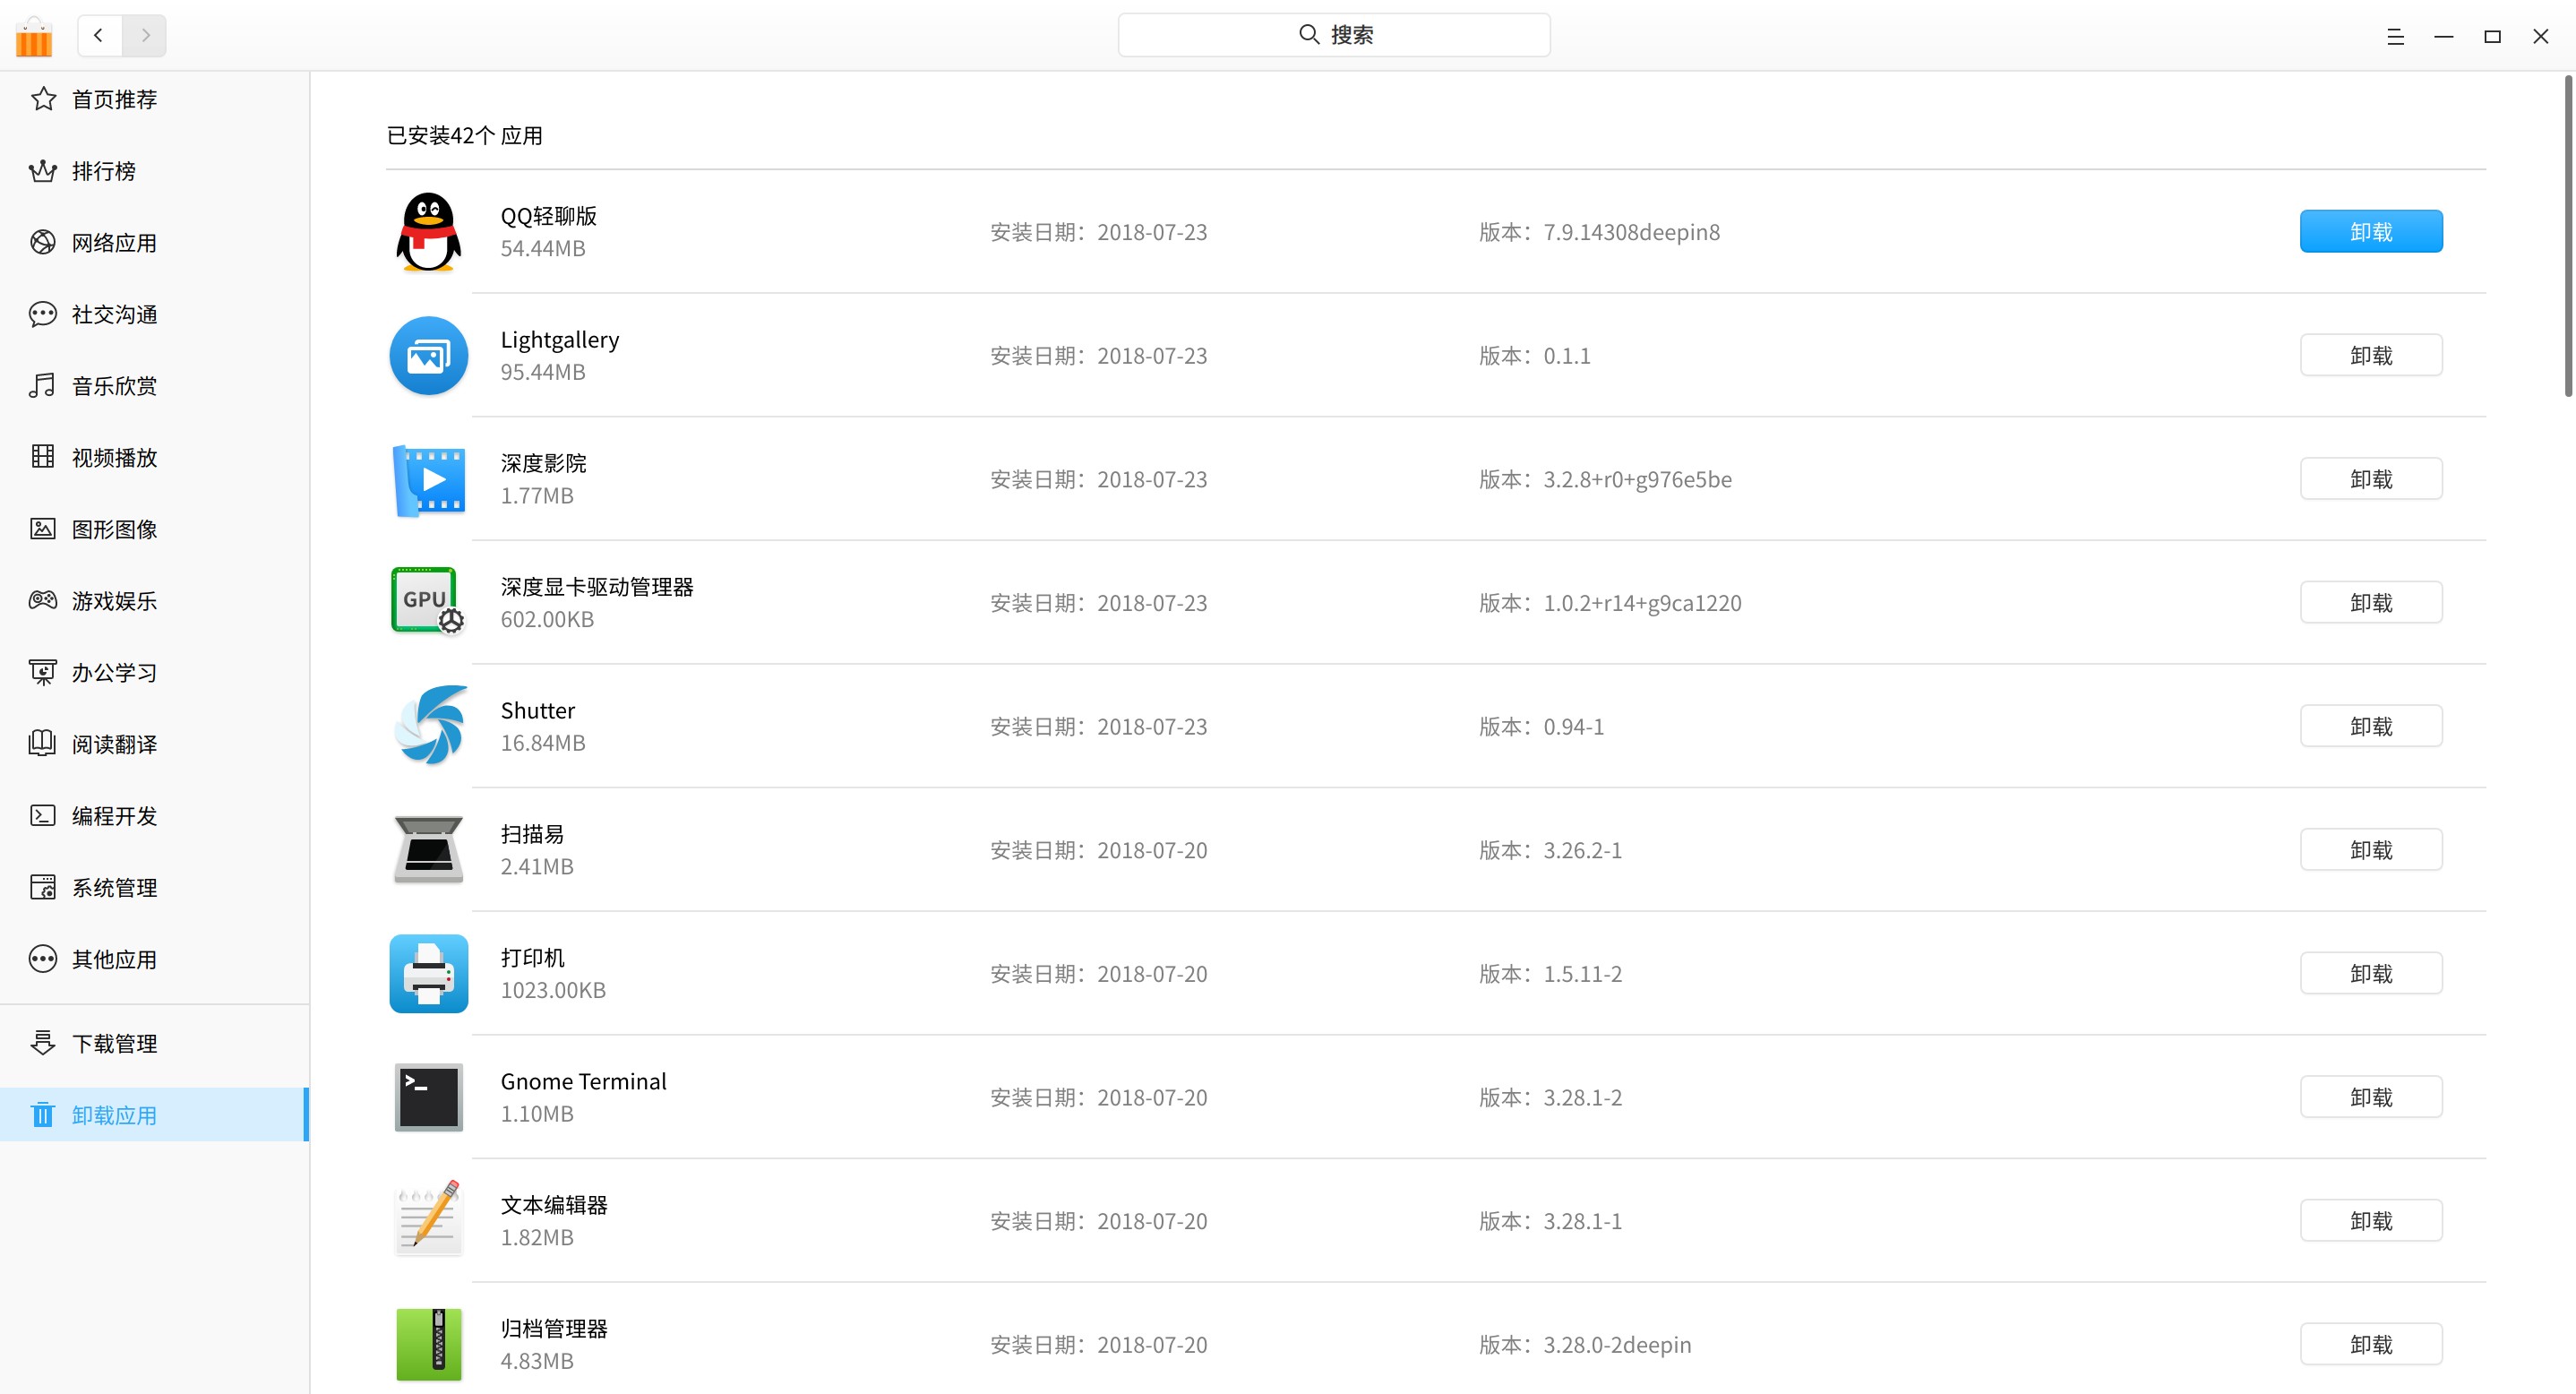 搜索
首页推荐
排行榜
网络应用
社交沟通
音乐欣赏
视频播放
图形图像
游戏娱乐
办公学习
阅读翻译
编程开发
系统管理
其他应用
下载管理
卸载应用
已安装42个 应用
QQ轻聊版
54.44MB
安装日期：2018-07-23
版本：7.9.14308deepin8
卸载
Lightgallery
95.44MB
安装日期：2018-07-23
版本：0.1.1
卸载
深度影院
1.77MB
安装日期：2018-07-23
版本：3.2.8+r0+g976e5be
卸载
GPU
深度显卡驱动管理器
602.00KB
安装日期：2018-07-23
版本：1.0.2+r14+g9ca1220
卸载
Shutter
16.84MB
安装日期：2018-07-23
版本：0.94-1
卸载
扫描易
2.41MB
安装日期：2018-07-20
版本：3.26.2-1
卸载
打印机
1023.00KB
安装日期：2018-07-20
版本：1.5.11-2
卸载
>_
Gnome Terminal
1.10MB
安装日期：2018-07-20
版本：3.28.1-2
卸载
文本编辑器
1.82MB
安装日期：2018-07-20
版本：3.28.1-1
卸载
归档管理器
4.83MB
安装日期：2018-07-20
版本：3.28.0-2deepin
卸载